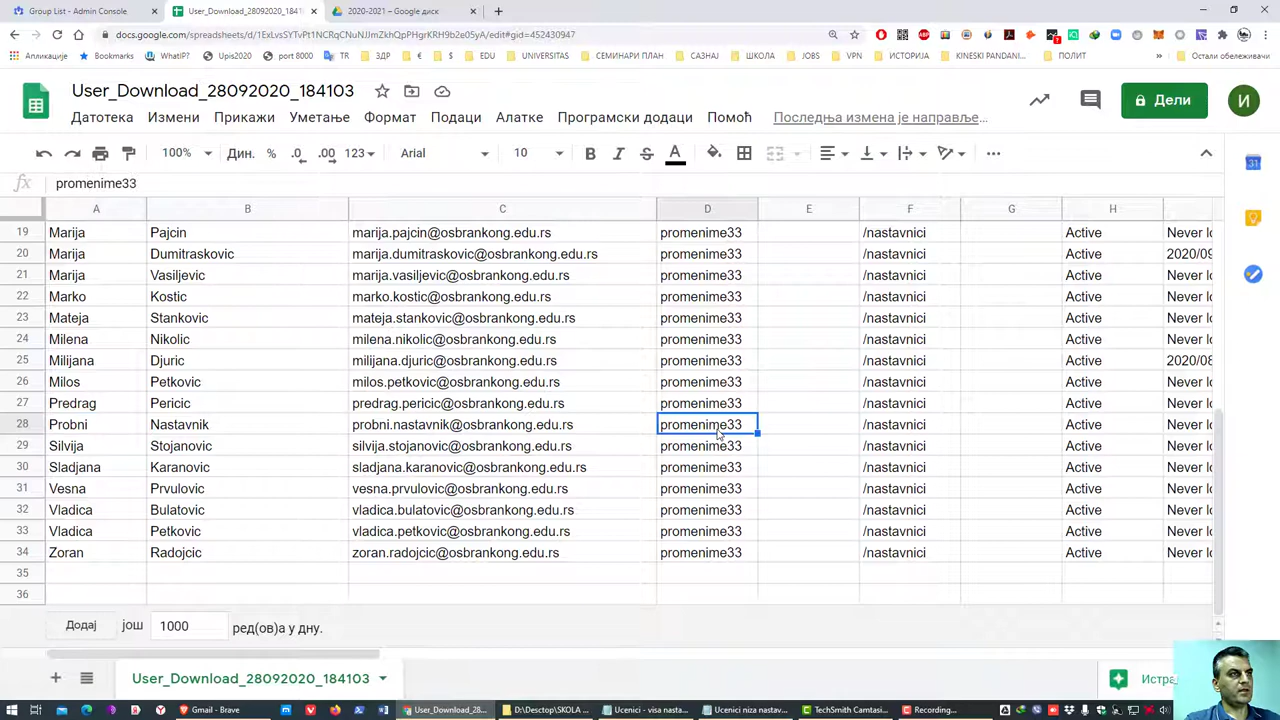 Group List - Admin Console
User_Download_28092020_1841
2020-2021 – Google диск
docs.google.com/spreadsheets/d/1ExLvsSYTvPt1NCRqCNuNJJmZkhQpPHgrKRH9b2e05yA/edit#gid=452430947
Апликације
Bookmarks
WhatIP?
Upis2020
port 8000
TR
ЗДР
€
$
EDU
UNIVERSITAS
СЕМИНАРИ ПЛАН
САЗНАЈ
ШКОЛА
JOBS
VPN
ИСТОРИЈА
KINESKI PANDANI...
ПОЛИТ
Остали обележивачи
User_Download_28092020_184103
Датотека Измени Прикажи Уметање Формат Подаци Алатке Програмски додаци Помоћ Последња измена је направље...
Дели
И
100% Дин. % .0 .00 123 Arial 10 B I S A
fx promenime33
A B C D E F G H
19 Marija Pajcin marija.pajcin@osbrankong.edu.rs promenime33 /nastavnici Active Never lo
20 Marija Dumitraskovic marija.dumitraskovic@osbrankong.edu.rs promenime33 /nastavnici Active 2020/09
21 Marija Vasiljevic marija.vasiljevic@osbrankong.edu.rs promenime33 /nastavnici Active Never lo
22 Marko Kostic marko.kostic@osbrankong.edu.rs promenime33 /nastavnici Active Never lo
23 Mateja Stankovic mateja.stankovic@osbrankong.edu.rs promenime33 /nastavnici Active Never lo
24 Milena Nikolic milena.nikolic@osbrankong.edu.rs promenime33 /nastavnici Active Never lo
25 Milijana Djuric milijana.djuric@osbrankong.edu.rs promenime33 /nastavnici Active 2020/08
26 Milos Petkovic milos.petkovic@osbrankong.edu.rs promenime33 /nastavnici Active Never lo
27 Predrag Pericic predrag.pericic@osbrankong.edu.rs promenime33 /nastavnici Active Never lo
28 Probni Nastavnik probni.nastavnik@osbrankong.edu.rs promenime33 /nastavnici Active Never lo
29 Silvija Stojanovic silvija.stojanovic@osbrankong.edu.rs promenime33 /nastavnici Active Never lo
30 Sladjana Karanovic sladjana.karanovic@osbrankong.edu.rs promenime33 /nastavnici Active Never lo
31 Vesna Prvulovic vesna.prvulovic@osbrankong.edu.rs promenime33 /nastavnici Active Never lo
32 Vladica Bulatovic vladica.bulatovic@osbrankong.edu.rs promenime33 /nastavnici Active Never lo
33 Vladica Petkovic vladica.petkovic@osbrankong.edu.rs promenime33 /nastavnici Active Never lo
34 Zoran Radojcic zoran.radojcic@osbrankong.edu.rs promenime33 /nastavnici Active Never lo
35
36
Додај још 1000 ред(ов)а у дну.
User_Download_28092020_184103
Истра
Gmail - Brave
User_Download_28...
D:\Desctop\SKOLA ...
Ucenici - visa nasta...
Ucenici niza nastav...
TechSmith Camtasi...
Recording...